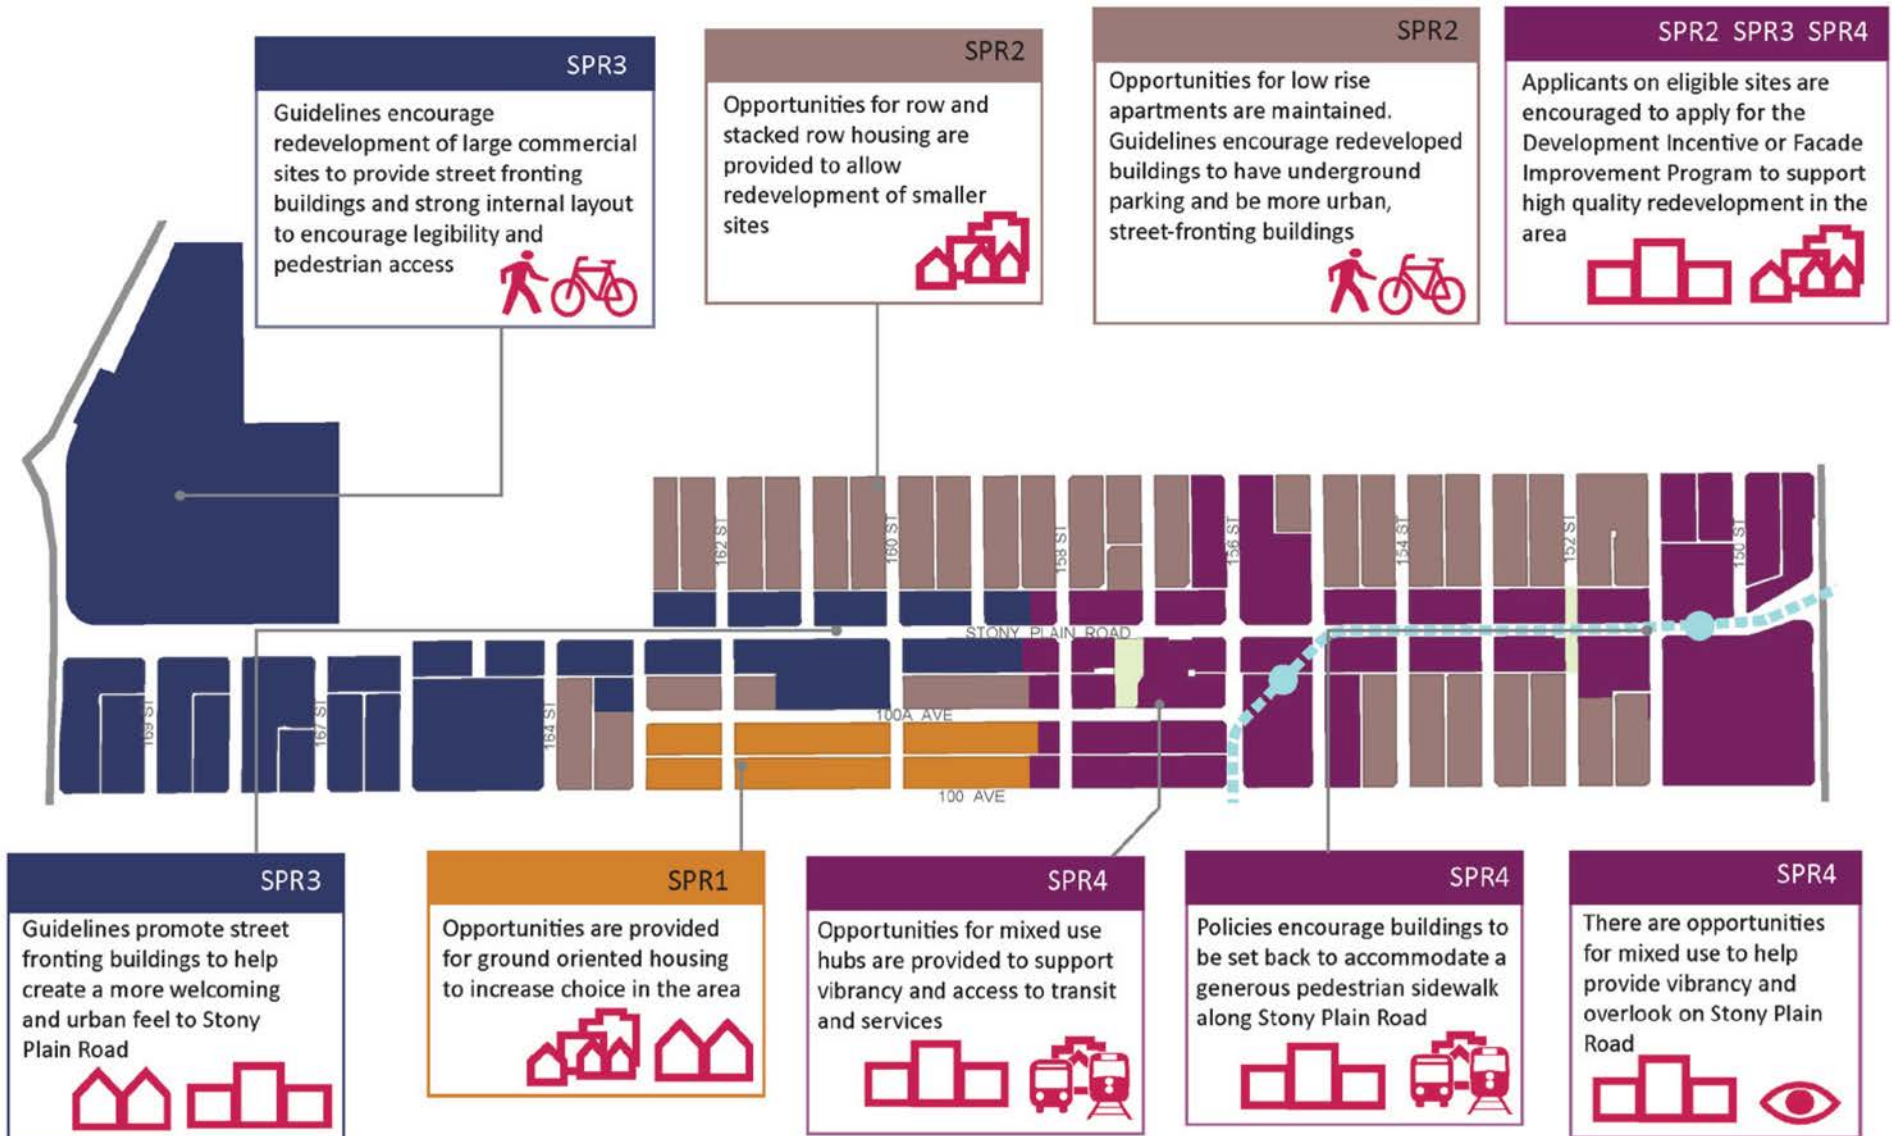 SPR3
Guidelines encourage
redevelopment of large commercial
sites to provide street fronting
buildings and strong internal layout
to encourage legibility and
pedestrian access
SPR2
Opportunities for row and
stacked row housing are
provided to allow
redevelopment of smaller
sites
SPR2
Opportunities for low rise
apartments are maintained.
Guidelines encourage redeveloped
buildings to have underground
parking and be more urban,
street-fronting buildings
SPR2 SPR3 SPR4
Applicants on eligible sites are
encouraged to apply for the
Development Incentive or Facade
Improvement Program to support
high quality redevelopment in the
area
162 ST
160 ST
158 ST
156 ST
154 ST
152 ST
150 ST
STONY PLAIN ROAD
169 ST
167 ST
164 ST
100A AVE
100 AVE
SPR3
Guidelines promote street
fronting buildings to help
create a more welcoming
and urban feel to Stony
Plain Road
SPR1
Opportunities are provided
for ground oriented housing
to increase choice in the area
SPR4
Opportunities for mixed use
hubs are provided to support
vibrancy and access to transit
and services
SPR4
Policies encourage buildings to
be set back to accommodate a
generous pedestrian sidewalk
along Stony Plain Road
SPR4
There are opportunities
for mixed use to help
provide vibrancy and
overlook on Stony Plain
Road